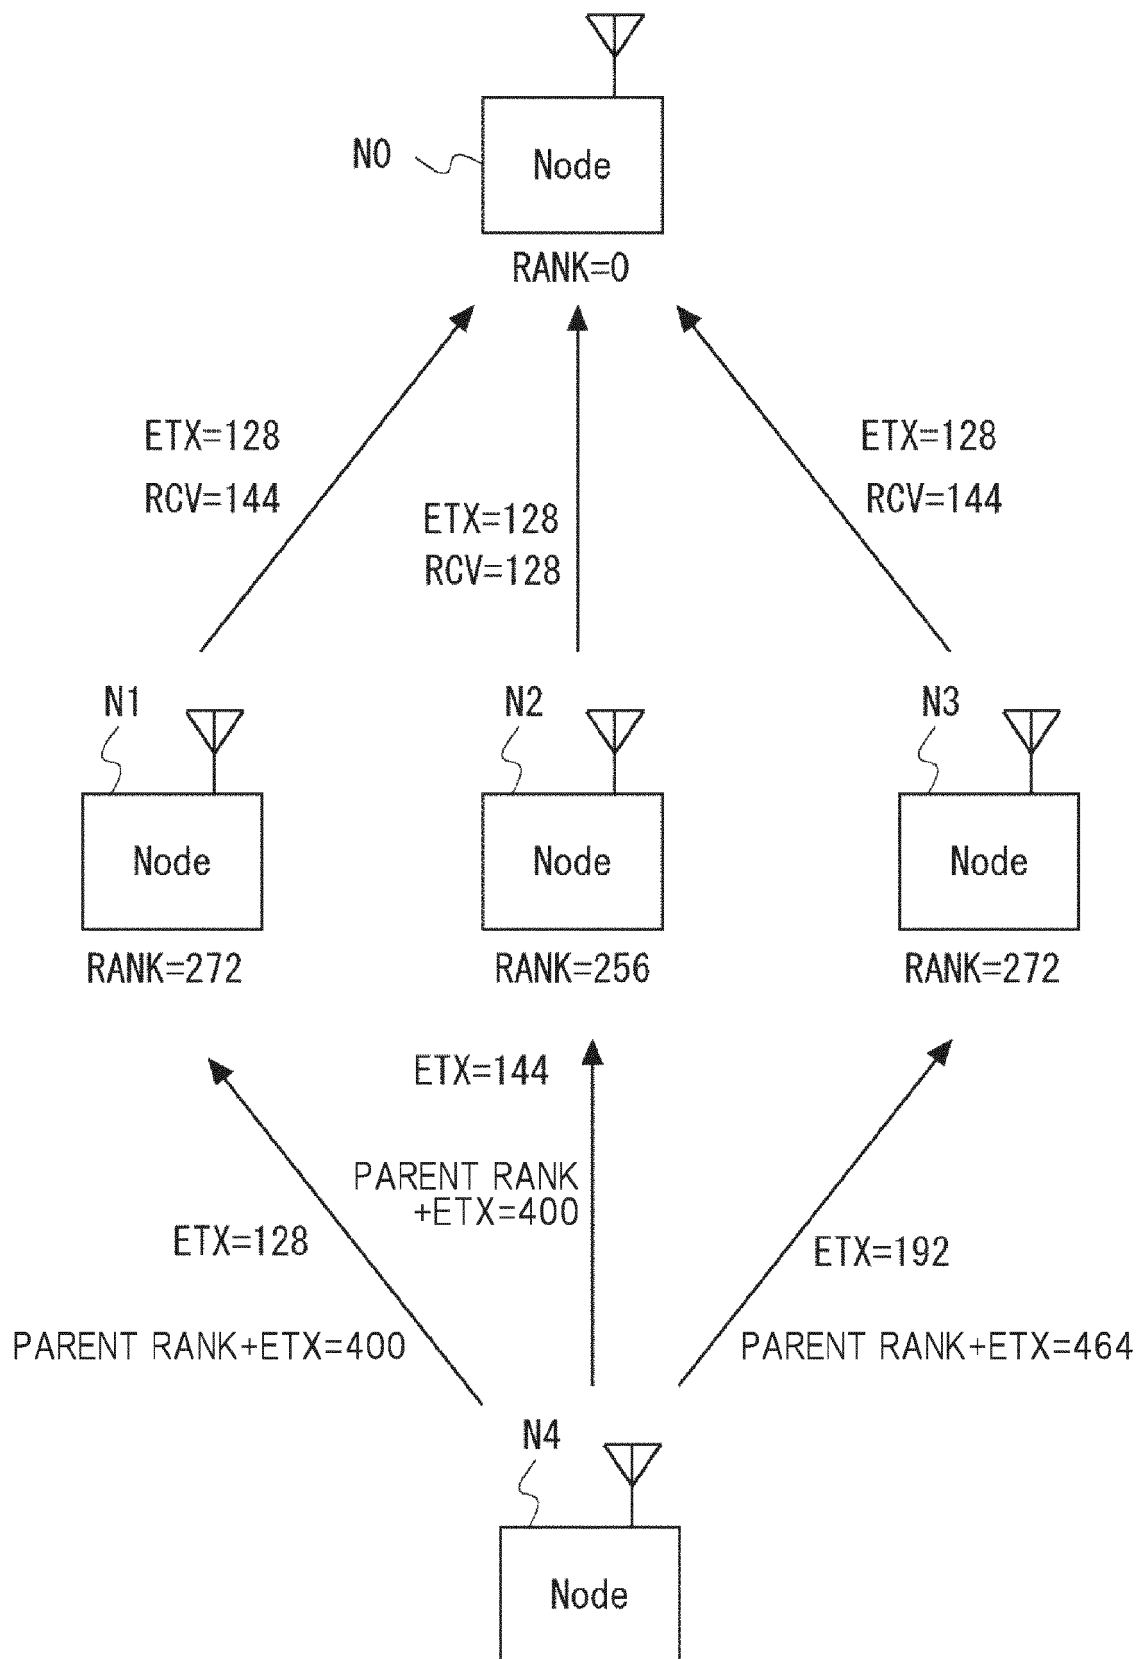 N0
Node
RANK=0
ETX=128
RCV=144
ETX=128
RCV=128
ETX=128
RCV=144
N1
Node
RANK=272
N2
Node
RANK=256
N3
Node
RANK=272
ETX=144
PARENT RANK
+ETX=400
ETX=128
PARENT RANK+ETX=400
ETX=192
PARENT RANK+ETX=464
N4
Node